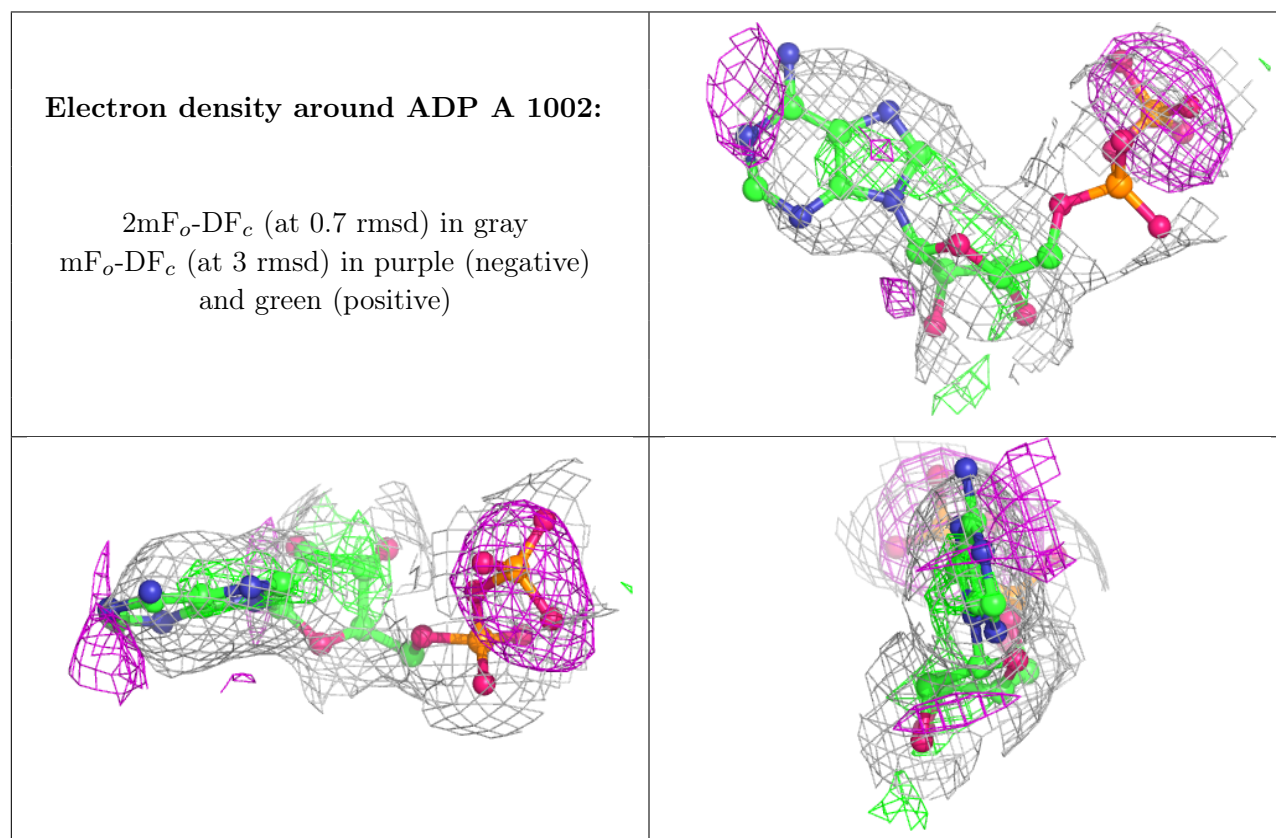 Electron density around ADP A 1002:
2mFo-DFc (at 0.7 rmsd) in gray
mFo-DFc (at 3 rmsd) in purple (negative)
and green (positive)